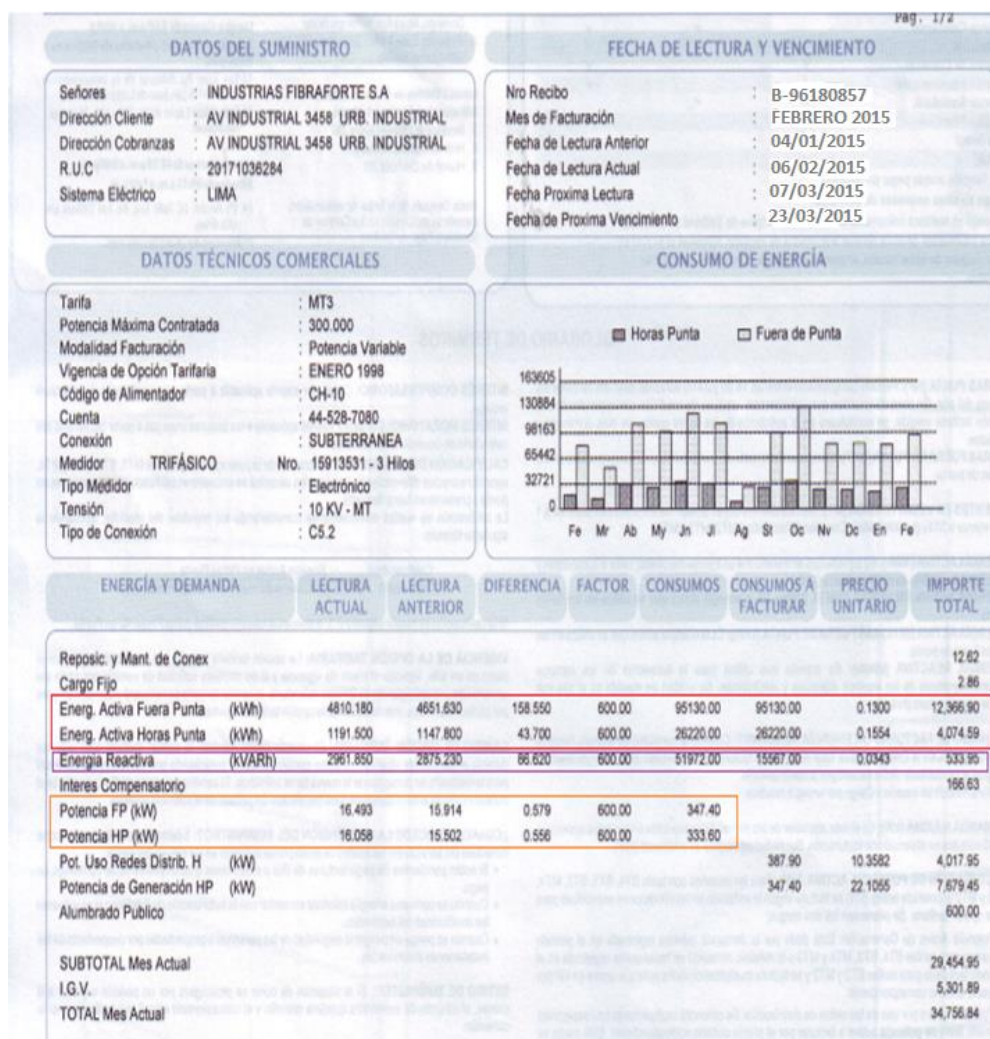 Pág. 1/2
DATOS DEL SUMINISTRO
Señores : INDUSTRIAS FIBRAFORTE S.A
Dirección Cliente : AV INDUSTRIAL 3458 URB. INDUSTRIAL
Dirección Cobranzas : AV INDUSTRIAL 3458 URB. INDUSTRIAL
R.U.C : 20171036284
Sistema Eléctrico : LIMA
FECHA DE LECTURA Y VENCIMIENTO
Nro Recibo : B-96180857
Mes de Facturación : FEBRERO 2015
Fecha de Lectura Anterior : 04/01/2015
Fecha de Lectura Actual : 06/02/2015
Fecha Proxima Lectura : 07/03/2015
Fecha de Proxima Vencimiento : 23/03/2015
DATOS TÉCNICOS COMERCIALES
Tarifa : MT3
Potencia Máxima Contratada : 300.000
Modalidad Facturación : Potencia Variable
Vigencia de Opción Tarifaria : ENERO 1998
Código de Alimentador : CH-10
Cuenta : 44-528-7080
Conexión : SUBTERRANEA
Medidor TRIFÁSICO Nro. 15913531 - 3 Hilos
Tipo Médidor : Electrónico
Tensión : 10 KV - MT
Tipo de Conexión : C5.2
CONSUMO DE ENERGÍA
Horas Punta Fuera de Punta
163605
130884
98163
65442
32721
0
Fe Mr Ab My Jn Jl Ag St Oc Nv Dc En Fe
ENERGÍA Y DEMANDA LECTURA ACTUAL LECTURA ANTERIOR DIFERENCIA FACTOR CONSUMOS CONSUMOS A FACTURAR PRECIO UNITARIO IMPORTE TOTAL
Reposic. y Mant. de Conex 12.62
Cargo Fijo 2.86
Energ. Activa Fuera Punta (kWh) 4810.180 4651.630 158.550 600.00 95130.00 95130.00 0.1300 12,366.90
Energ. Activa Horas Punta (kWh) 1191.500 1147.800 43.700 600.00 26220.00 26220.00 0.1554 4,074.59
Energía Reactiva (KVARh) 2961.850 2875.230 86.620 600.00 51972.00 15567.00 0.0343 533.95
Interes Compensatorio 166.63
Potencia FP (kW) 16.493 15.914 0.579 600.00 347.40
Potencia HP (kW) 16.058 15.502 0.556 600.00 333.60
Pot. Uso Redes Distrib. H (kW) 387.90 10.3582 4,017.95
Potencia de Generación HP (kW) 347.40 22.1055 7,679.45
Alumbrado Publico 600.00
SUBTOTAL Mes Actual 29,454.95
I.G.V. 5,301.89
TOTAL Mes Actual 34,756.84